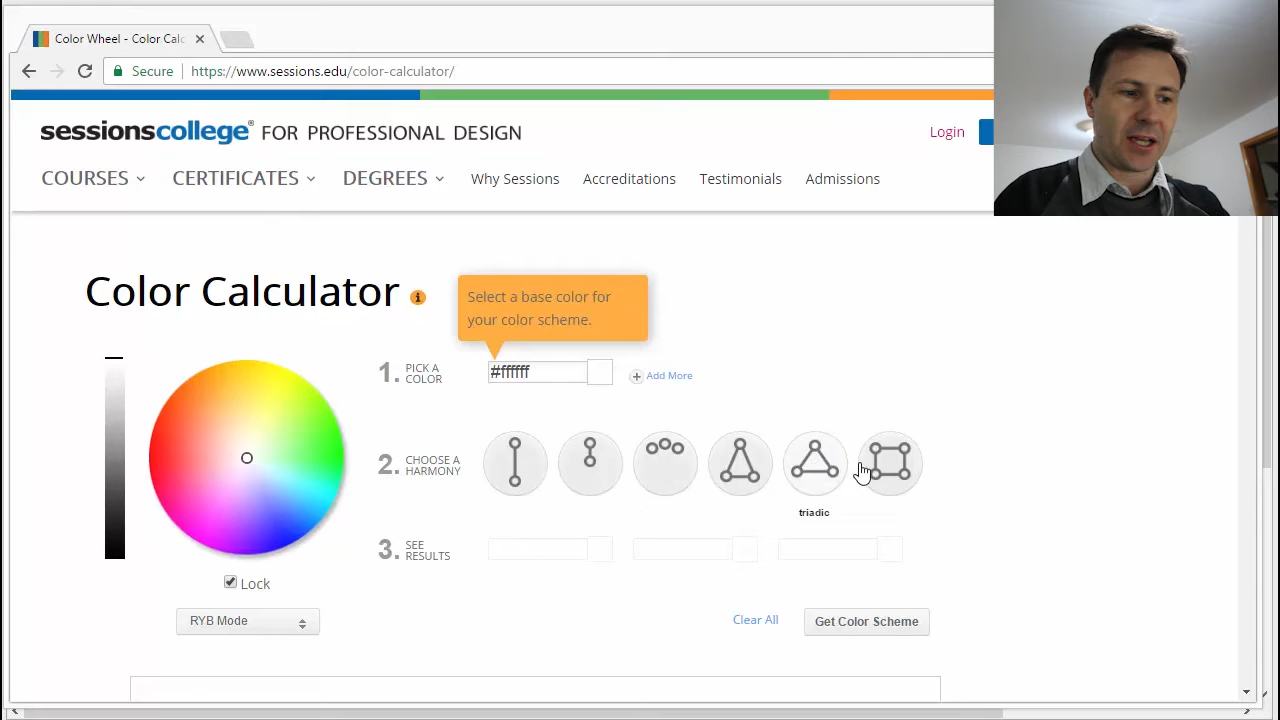 Color Wheel - Color Calc
Secure https://www.sessions.edu/color-calculator/
sessionscollege® FOR PROFESSIONAL DESIGN
Login
COURSES CERTIFICATES DEGREES Why Sessions Accreditations Testimonials Admissions
Color Calculator
Select a base color for
your color scheme.
1. PICK A
COLOR
#ffffff
Add More
2. CHOOSE A
HARMONY
triadic
3. SEE
RESULTS
Lock
RYB Mode
Clear All
Get Color Scheme